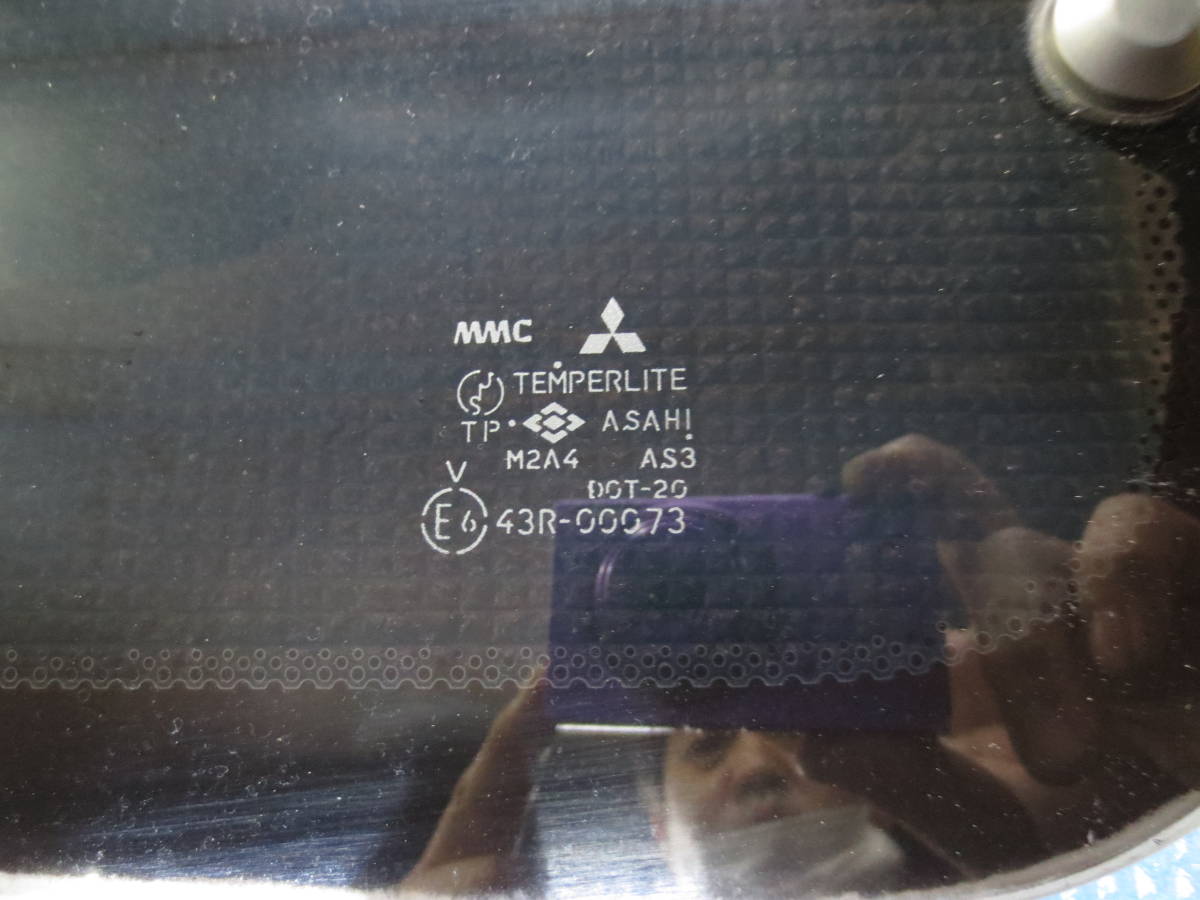 MMC
TEMPERLITE
TP ASAHI
M2A4 AS3
DOT-20
V
E6 43R-00073